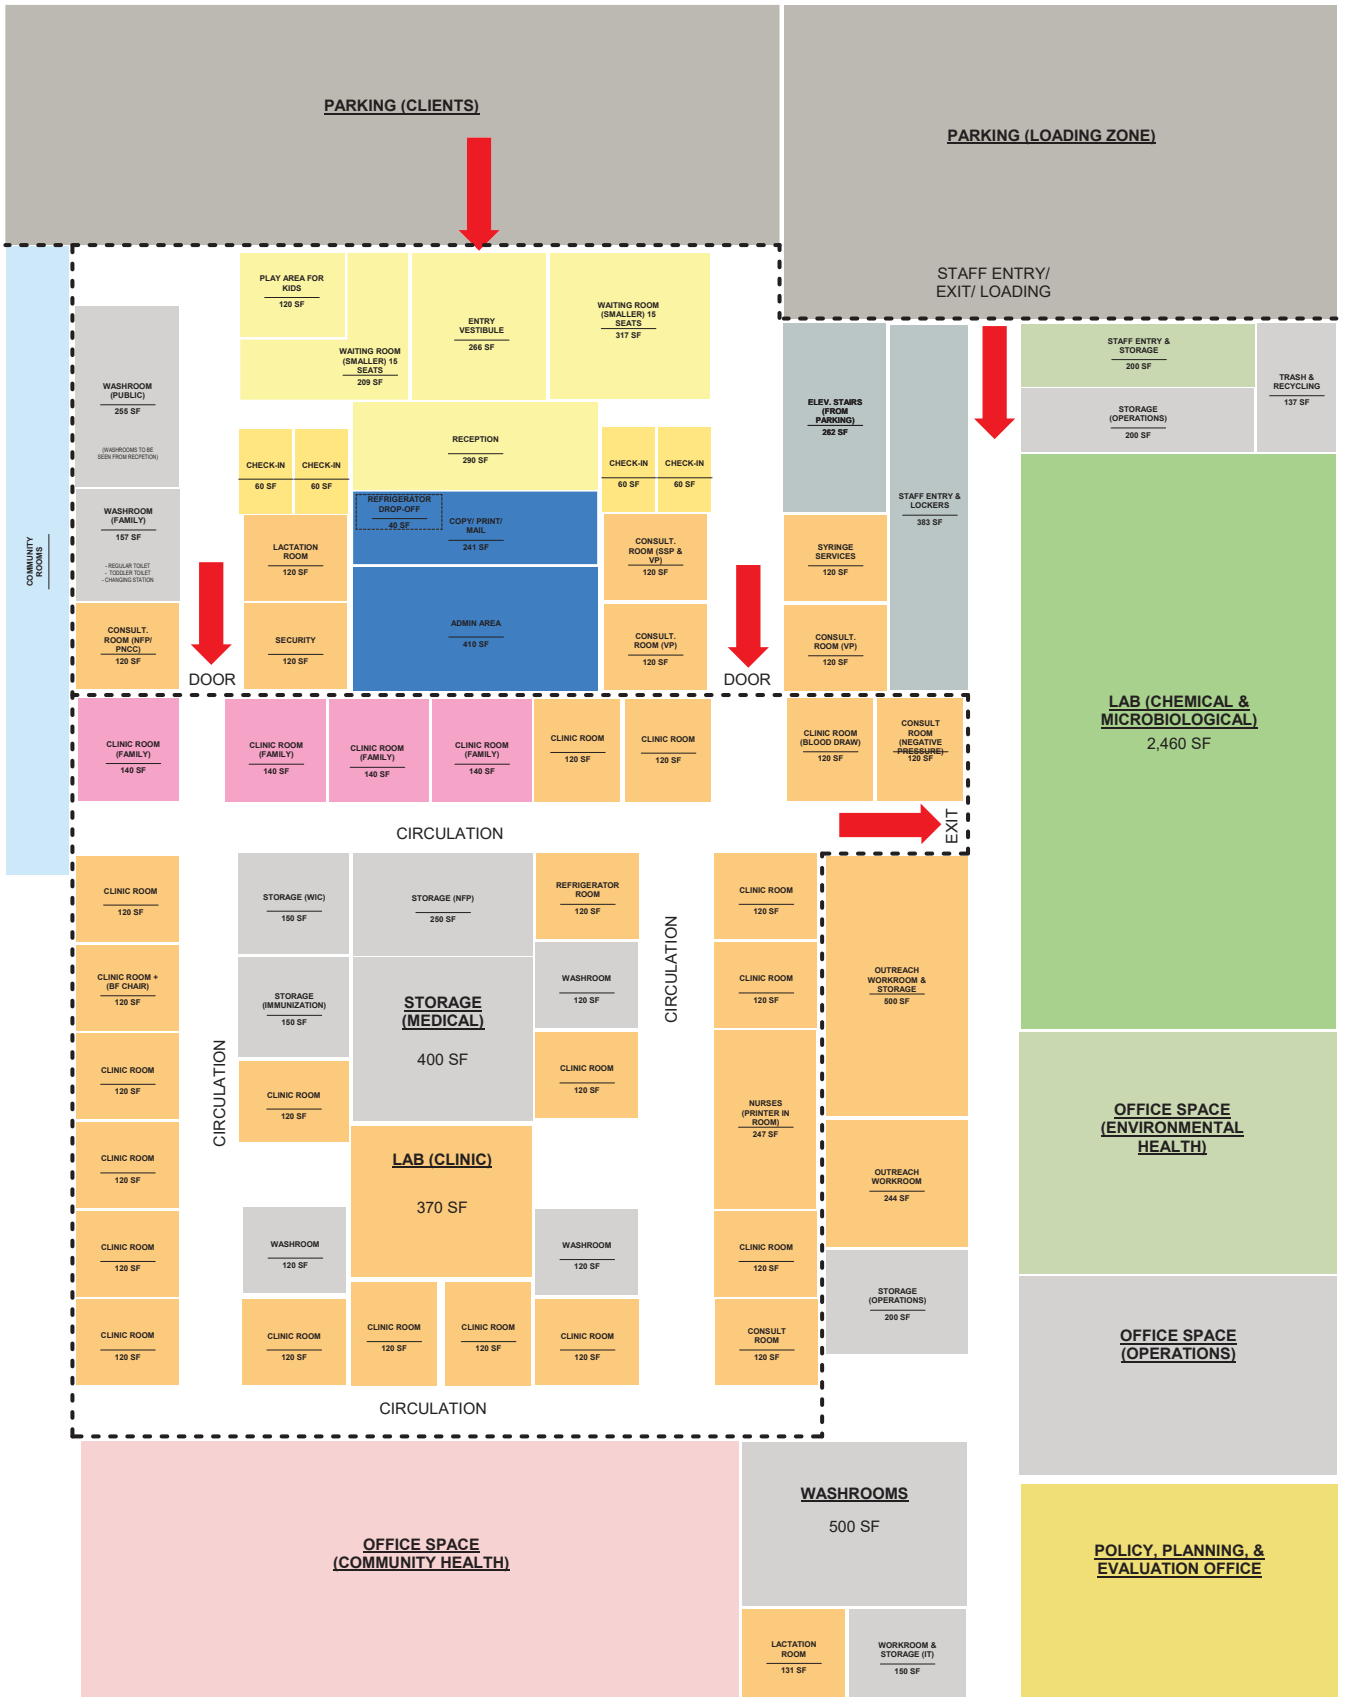 PARKING (CLIENTS)
PARKING (LOADING ZONE)
STAFF ENTRY/
EXIT/ LOADING
COMMUNITY
ROOMS
PLAY AREA FOR
KIDS
120 SF
WAITING ROOM
(SMALLER) 15
SEATS
209 SF
ENTRY
VESTIBULE
266 SF
WAITING ROOM
(SMALLER) 15
SEATS
317 SF
WASHROOM
(PUBLIC)
255 SF
(WASHROOMS TO BE
SEEN FROM RECPETION)
WASHROOM
(FAMILY)
157 SF
- REGULAR TOILET
- TODDLER TOILET
- CHANGING STATION
CONSULT.
ROOM (NFP/
PNCC)
120 SF
CHECK-IN
60 SF
CHECK-IN
60 SF
RECEPTION
290 SF
CHECK-IN
60 SF
CHECK-IN
60 SF
REFRIGERATOR
DROP-OFF
40 SF
COPY/ PRINT/
MAIL
241 SF
LACTATION
ROOM
120 SF
CONSULT.
ROOM (SSP &
VP)
120 SF
SECURITY
120 SF
ADMIN AREA
410 SF
CONSULT.
ROOM (VP)
120 SF
DOOR
DOOR
ELEV. STAIRS
(FROM
PARKING)
262 SF
STAFF ENTRY &
LOCKERS
383 SF
SYRINGE
SERVICES
120 SF
CONSULT.
ROOM (VP)
120 SF
STAFF ENTRY &
STORAGE
200 SF
STORAGE
(OPERATIONS)
200 SF
TRASH &
RECYCLING
137 SF
LAB (CHEMICAL &
MICROBIOLOGICAL)
2,460 SF
CLINIC ROOM
(FAMILY)
140 SF
CLINIC ROOM
(FAMILY)
140 SF
CLINIC ROOM
(FAMILY)
140 SF
CLINIC ROOM
(FAMILY)
140 SF
CLINIC ROOM
120 SF
CLINIC ROOM
120 SF
CLINIC ROOM
(BLOOD DRAW)
120 SF
CONSULT
ROOM
(NEGATIVE
PRESSURE)
120 SF
CIRCULATION
EXIT
CLINIC ROOM
120 SF
STORAGE (WIC)
150 SF
STORAGE (NFP)
250 SF
REFRIGERATOR
ROOM
120 SF
CIRCULATION
CLINIC ROOM
120 SF
OUTREACH
WORKROOM &
STORAGE
500 SF
CLINIC ROOM +
(BF CHAIR)
120 SF
STORAGE
(IMMUNIZATION)
150 SF
STORAGE
(MEDICAL)
400 SF
WASHROOM
120 SF
CLINIC ROOM
120 SF
CLINIC ROOM
120 SF
CIRCULATION
CLINIC ROOM
120 SF
CLINIC ROOM
120 SF
NURSES
(PRINTER IN
ROOM)
247 SF
OFFICE SPACE
(ENVIRONMENTAL
HEALTH)
CLINIC ROOM
120 SF
LAB (CLINIC)
370 SF
OUTREACH
WORKROOM
244 SF
CLINIC ROOM
120 SF
WASHROOM
120 SF
WASHROOM
120 SF
CLINIC ROOM
120 SF
STORAGE
(OPERATIONS)
200 SF
CLINIC ROOM
120 SF
CLINIC ROOM
120 SF
CLINIC ROOM
120 SF
CLINIC ROOM
120 SF
CLINIC ROOM
120 SF
CONSULT
ROOM
120 SF
OFFICE SPACE
(OPERATIONS)
CIRCULATION
OFFICE SPACE
(COMMUNITY HEALTH)
WASHROOMS
500 SF
POLICY, PLANNING, &
EVALUATION OFFICE
LACTATION
ROOM
131 SF
WORKROOM &
STORAGE (IT)
150 SF